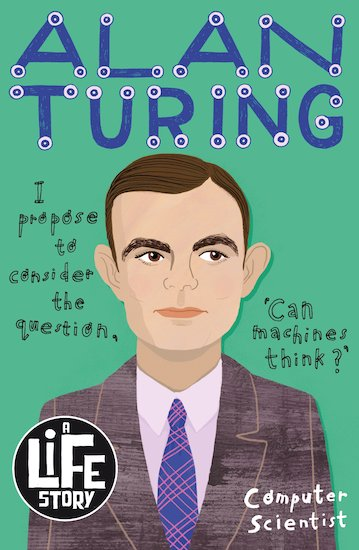 ALAN
TURING
I
propose
to
consider
the
question,
'Can
machines
think?'
A
LIFE
STORY
Computer
Scientist